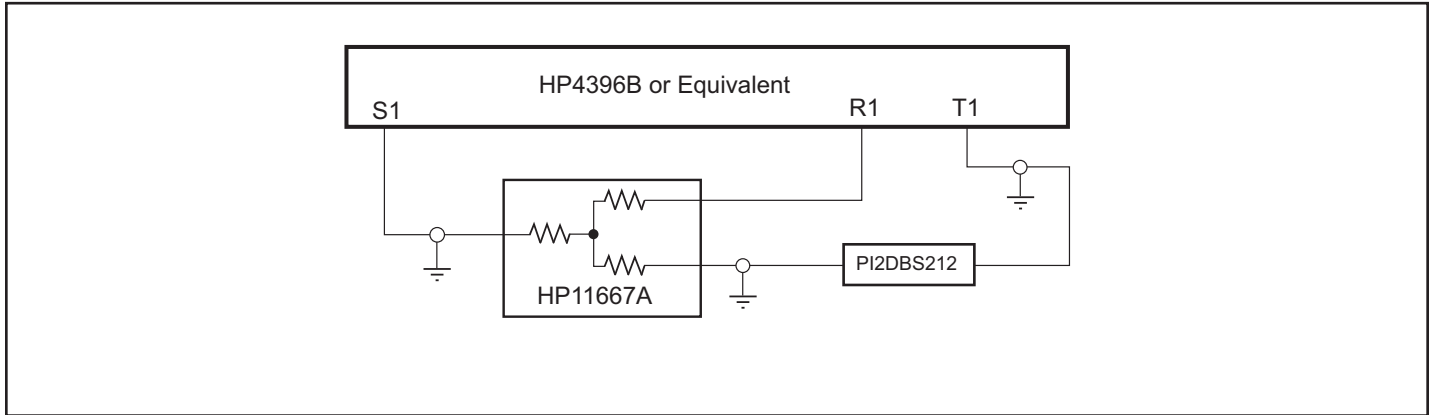 HP4396B or Equivalent
S1
R1
T1
PI2DBS212
HP11667A